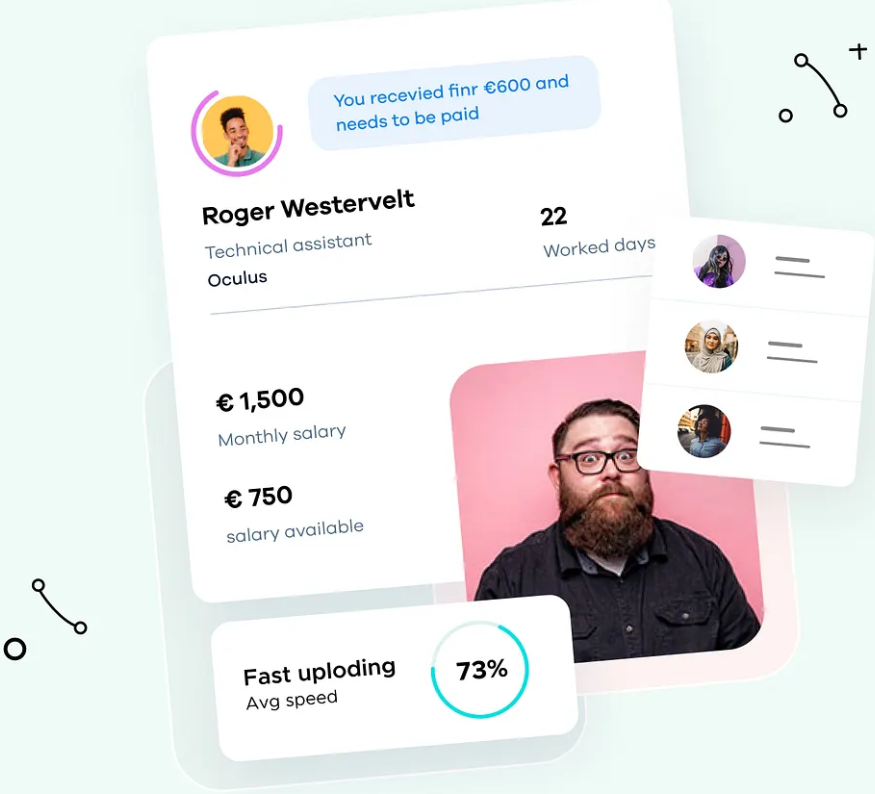 You recevied finr €600 and
needs to be paid
Roger Westervelt
Technical assistant
Oculus
22
Worked days
€ 1,500
Monthly salary
€ 750
salary available
Fast uploding
Avg speed
73%